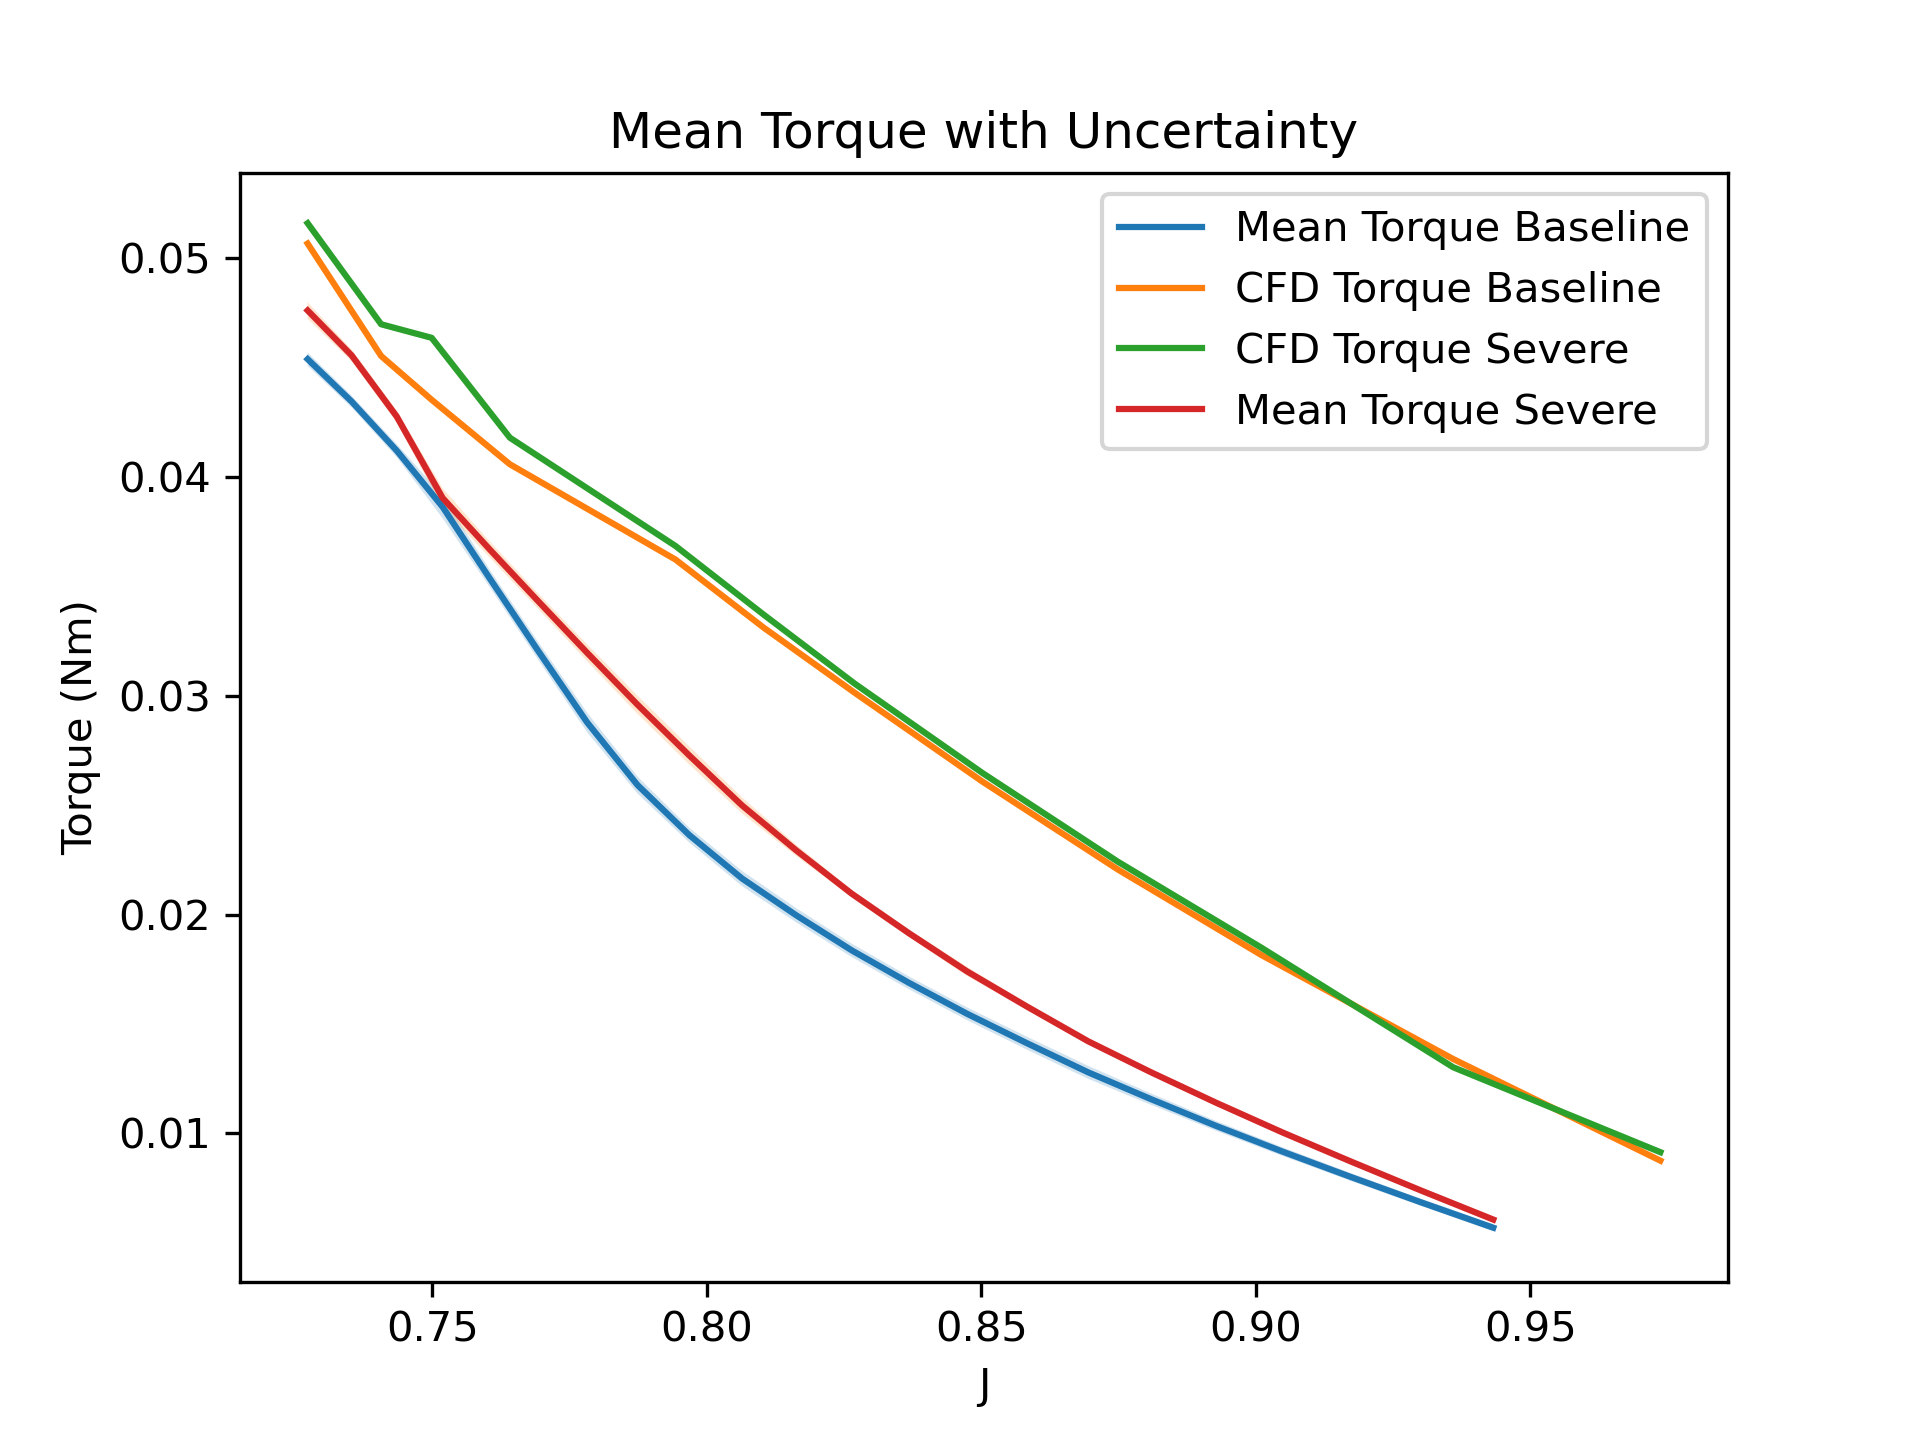 Mean Torque with Uncertainty
Mean Torque Baseline
CFD Torque Baseline
CFD Torque Severe
Mean Torque Severe
Torque (Nm)
0.05
0.04
0.03
0.02
0.01
0.75 0.80 0.85 0.90 0.95
J